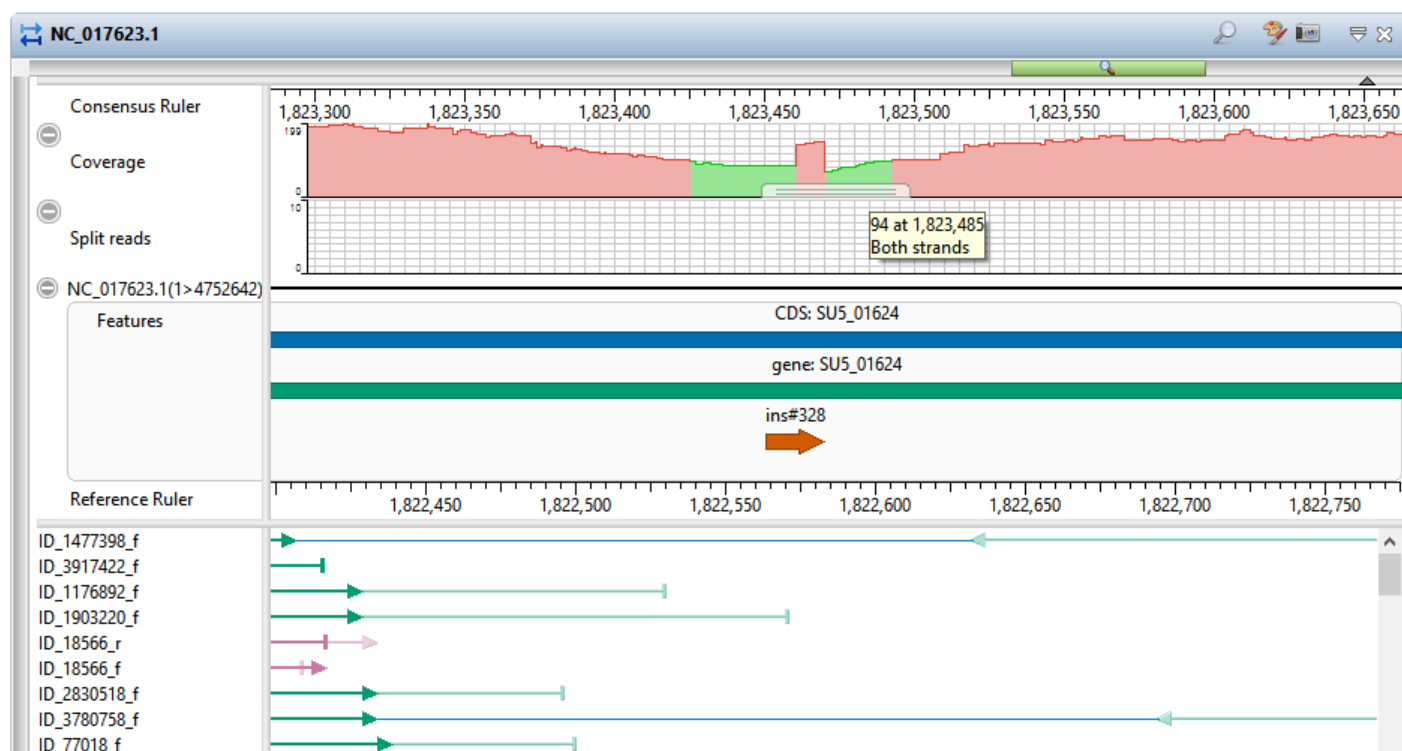 NC_017623.1
Consensus Ruler
1,823,300 1,823,350 1,823,400 1,823,450 1,823,500 1,823,550 1,823,600 1,823,650
199
Coverage
0
10
Split reads
0
94 at 1,823,485
Both strands
NC_017623.1(1>4752642)
Features
CDS: SU5_01624
gene: SU5_01624
ins#328
Reference Ruler
1,822,450 1,822,500 1,822,550 1,822,600 1,822,650 1,822,700 1,822,750
ID_1477398_f
ID_3917422_f
ID_1176892_f
ID_1903220_f
ID_18566_r
ID_18566_f
ID_2830518_f
ID_3780758_f
ID_77018_f